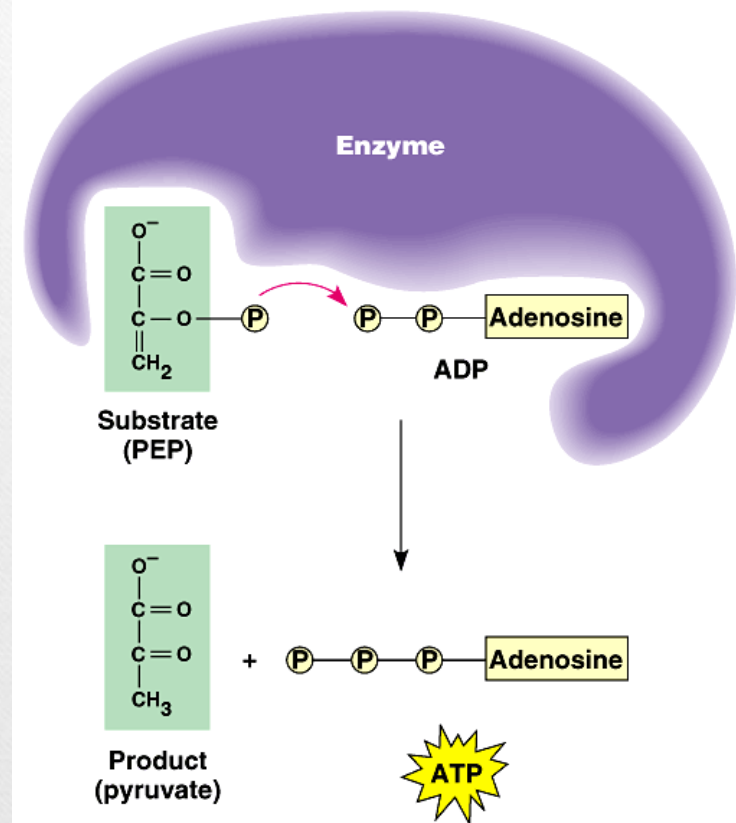 Enzyme
O−
C=O
C—O—P
CH2
P—P—Adenosine
ADP
Substrate
(PEP)
O−
C=O
C=O
CH3
+
P—P—P—Adenosine
Product
(pyruvate)
ATP